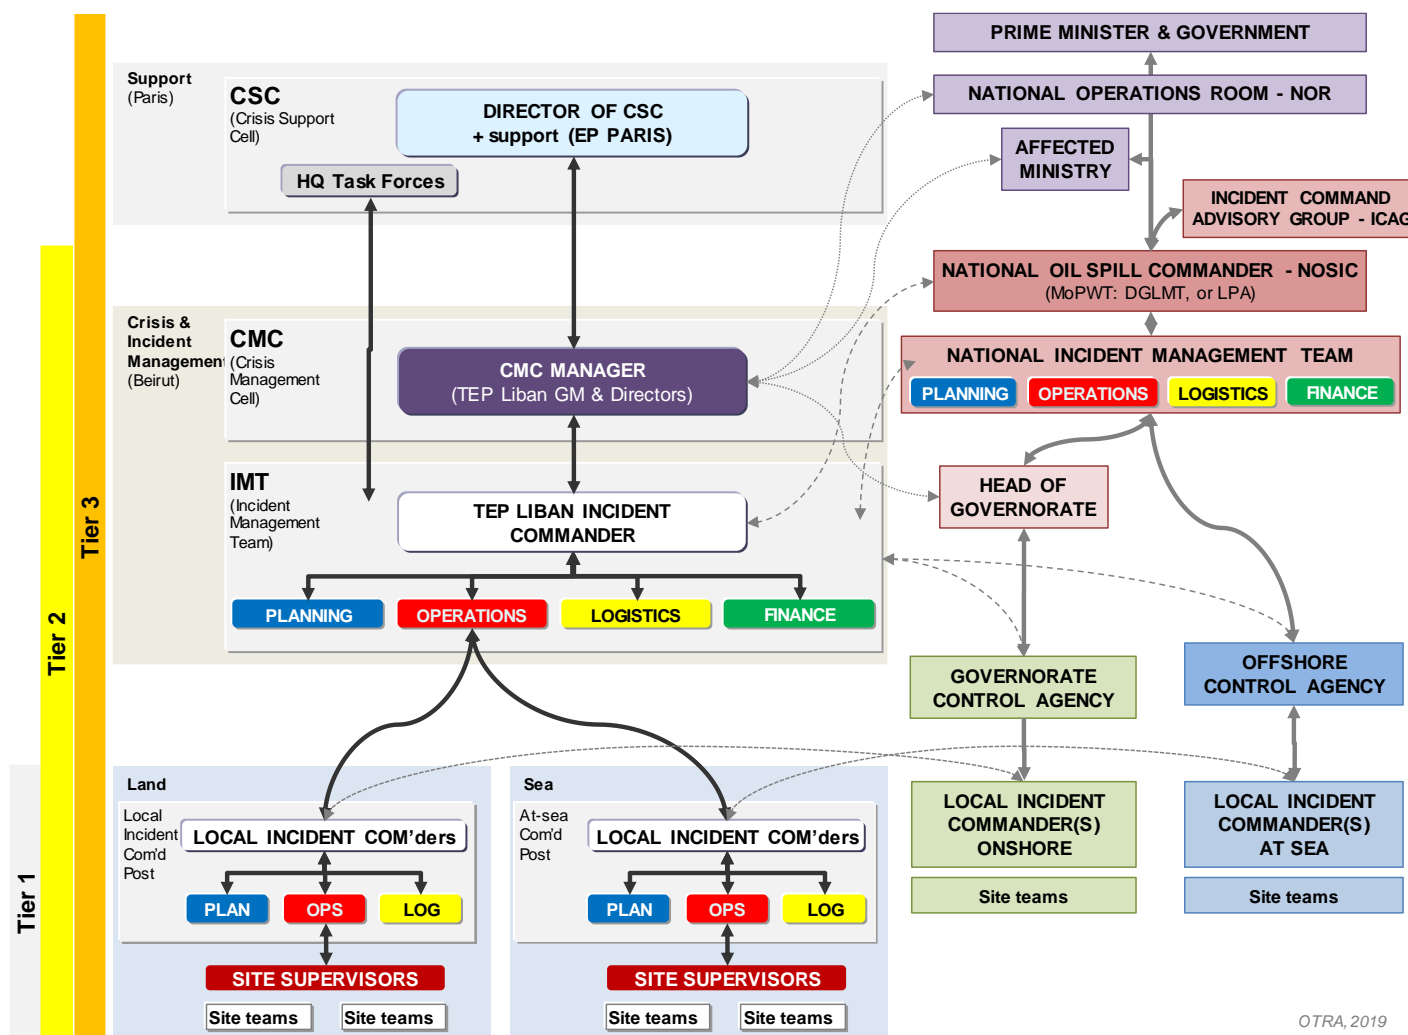 PRIME MINISTER & GOVERNMENT
NATIONAL OPERATIONS ROOM - NOR
AFFECTED
MINISTRY
INCIDENT COMMAND
ADVISORY GROUP - ICAG
NATIONAL OIL SPILL COMMANDER - NOSIC
(MoPWT: DGLMT, or LPA)
NATIONAL INCIDENT MANAGEMENT TEAM
PLANNING
OPERATIONS
LOGISTICS
FINANCE
HEAD OF
GOVERNORATE
GOVERNORATE
CONTROL AGENCY
OFFSHORE
CONTROL AGENCY
LOCAL INCIDENT
COMMANDER(S)
ONSHORE
Site teams
LOCAL INCIDENT
COMMANDER(S)
AT SEA
Site teams
Support
(Paris)
CSC
(Crisis Support
Cell)
DIRECTOR OF CSC
+ support (EP PARIS)
HQ Task Forces
Crisis &
Incident
Management
(Beirut)
CMC
(Crisis
Management
Cell)
CMC MANAGER
(TEP Liban GM & Directors)
IMT
(Incident
Management
Team)
TEP LIBAN INCIDENT
COMMANDER
PLANNING
OPERATIONS
LOGISTICS
FINANCE
Tier 3
Tier 2
Tier 1
Land
Local
Incident
Com'd
Post
LOCAL INCIDENT COM’ders
PLAN
OPS
LOG
SITE SUPERVISORS
Site teams
Site teams
Sea
At-sea
Com'd
Post
LOCAL INCIDENT COM’ders
PLAN
OPS
LOG
SITE SUPERVISORS
Site teams
Site teams
OTRA, 2019